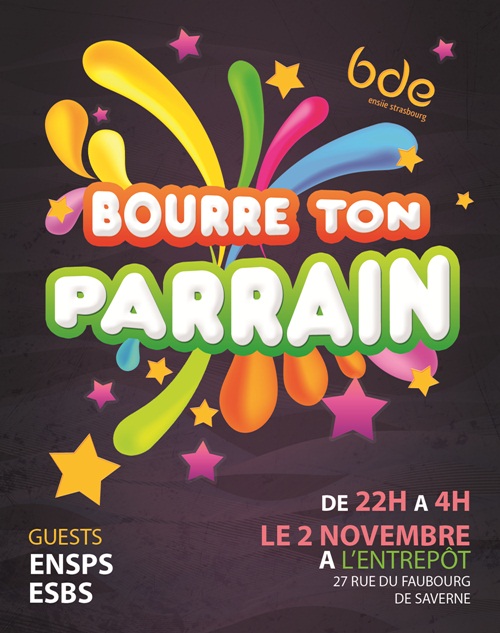 bde
ensiie strasbourg
BOURRE TON
PARRAIN
DE 22H A 4H
LE 2 NOVEMBRE
A L'ENTREPÔT
27 RUE DU FAUBOURG
DE SAVERNE
GUESTS
ENSPS
ESBS